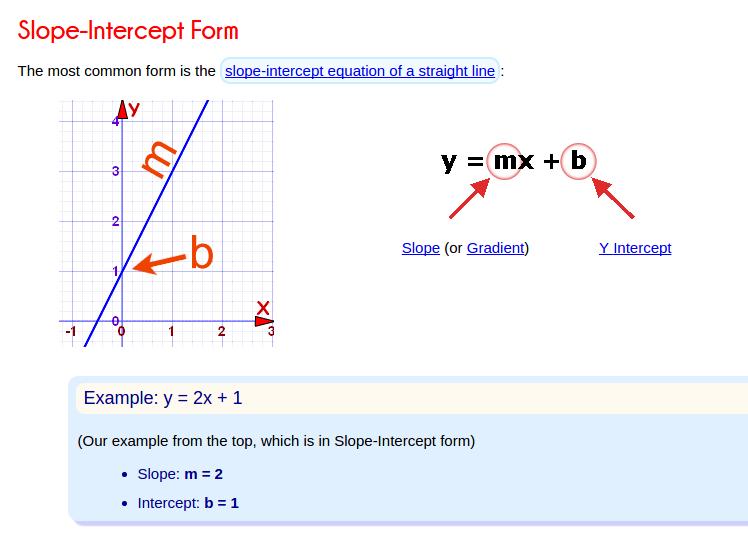 Slope-Intercept Form
The most common form is the slope-intercept equation of a straight line :
y
4
3
2
1
0
m
b
x
-1 0 1 2 3
y = mx + b
Slope (or Gradient)
Y Intercept
Example: y = 2x + 1
(Our example from the top, which is in Slope-Intercept form)
• Slope: m = 2
• Intercept: b = 1